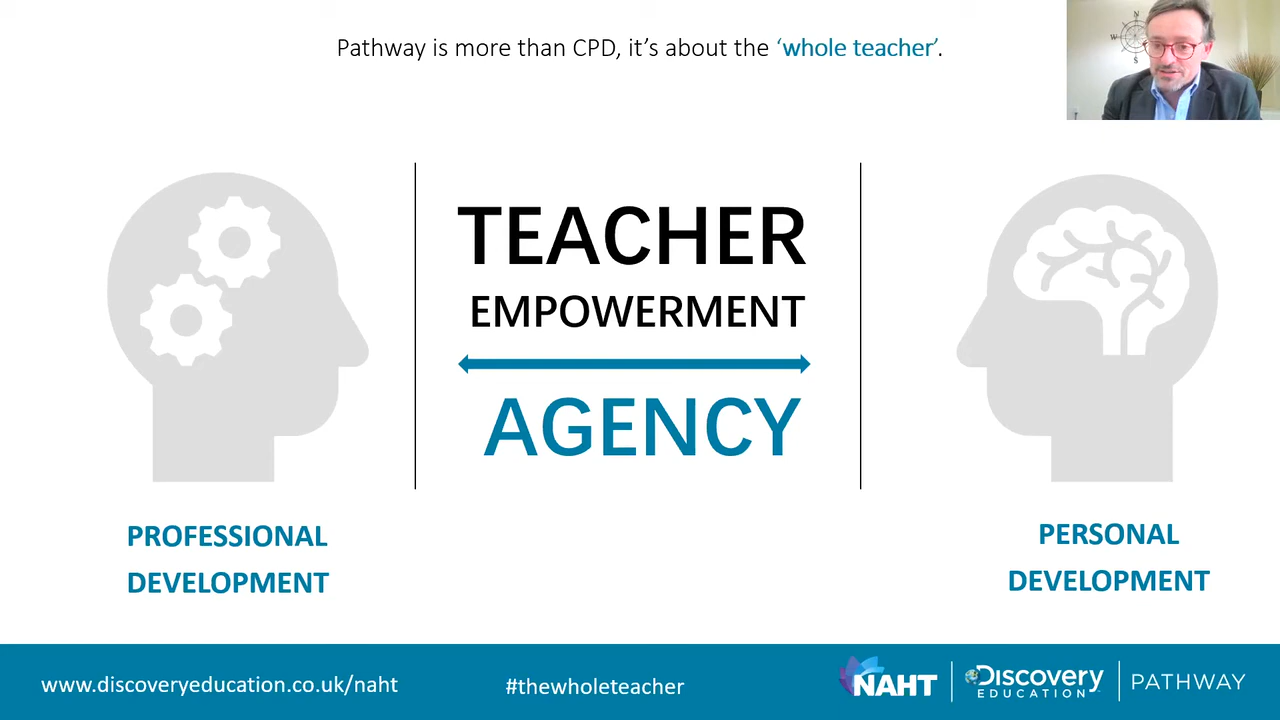 Pathway is more than CPD, it's about the 'whole teacher'.
N
W
S
TEACHER
EMPOWERMENT
AGENCY
PROFESSIONAL
DEVELOPMENT
PERSONAL
DEVELOPMENT
www.discoveryeducation.co.uk/naht
#thewholeteacher
NAHT
Discovery
EDUCATION
PATHWAY